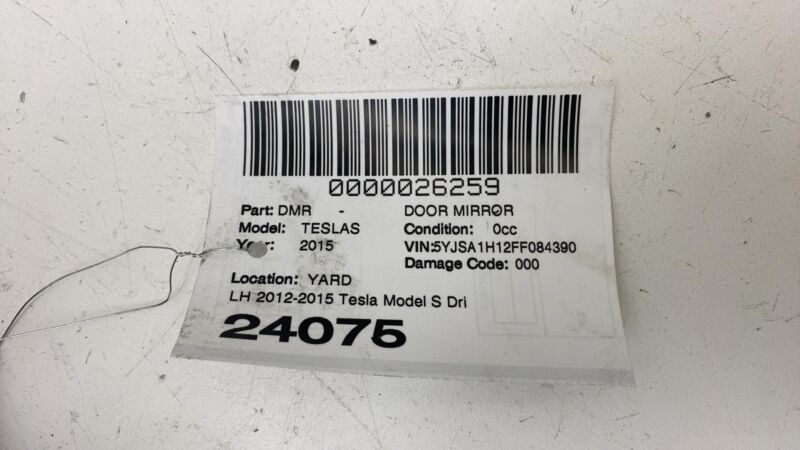 0000026259
Part: DMR - DOOR MIRROR
Model: TESLAS Condition: 0cc
Year: 2015 VIN:5YJSA1H12FF084390
Damage Code: 000
Location: YARD
LH 2012-2015 Tesla Model S Dri
24075